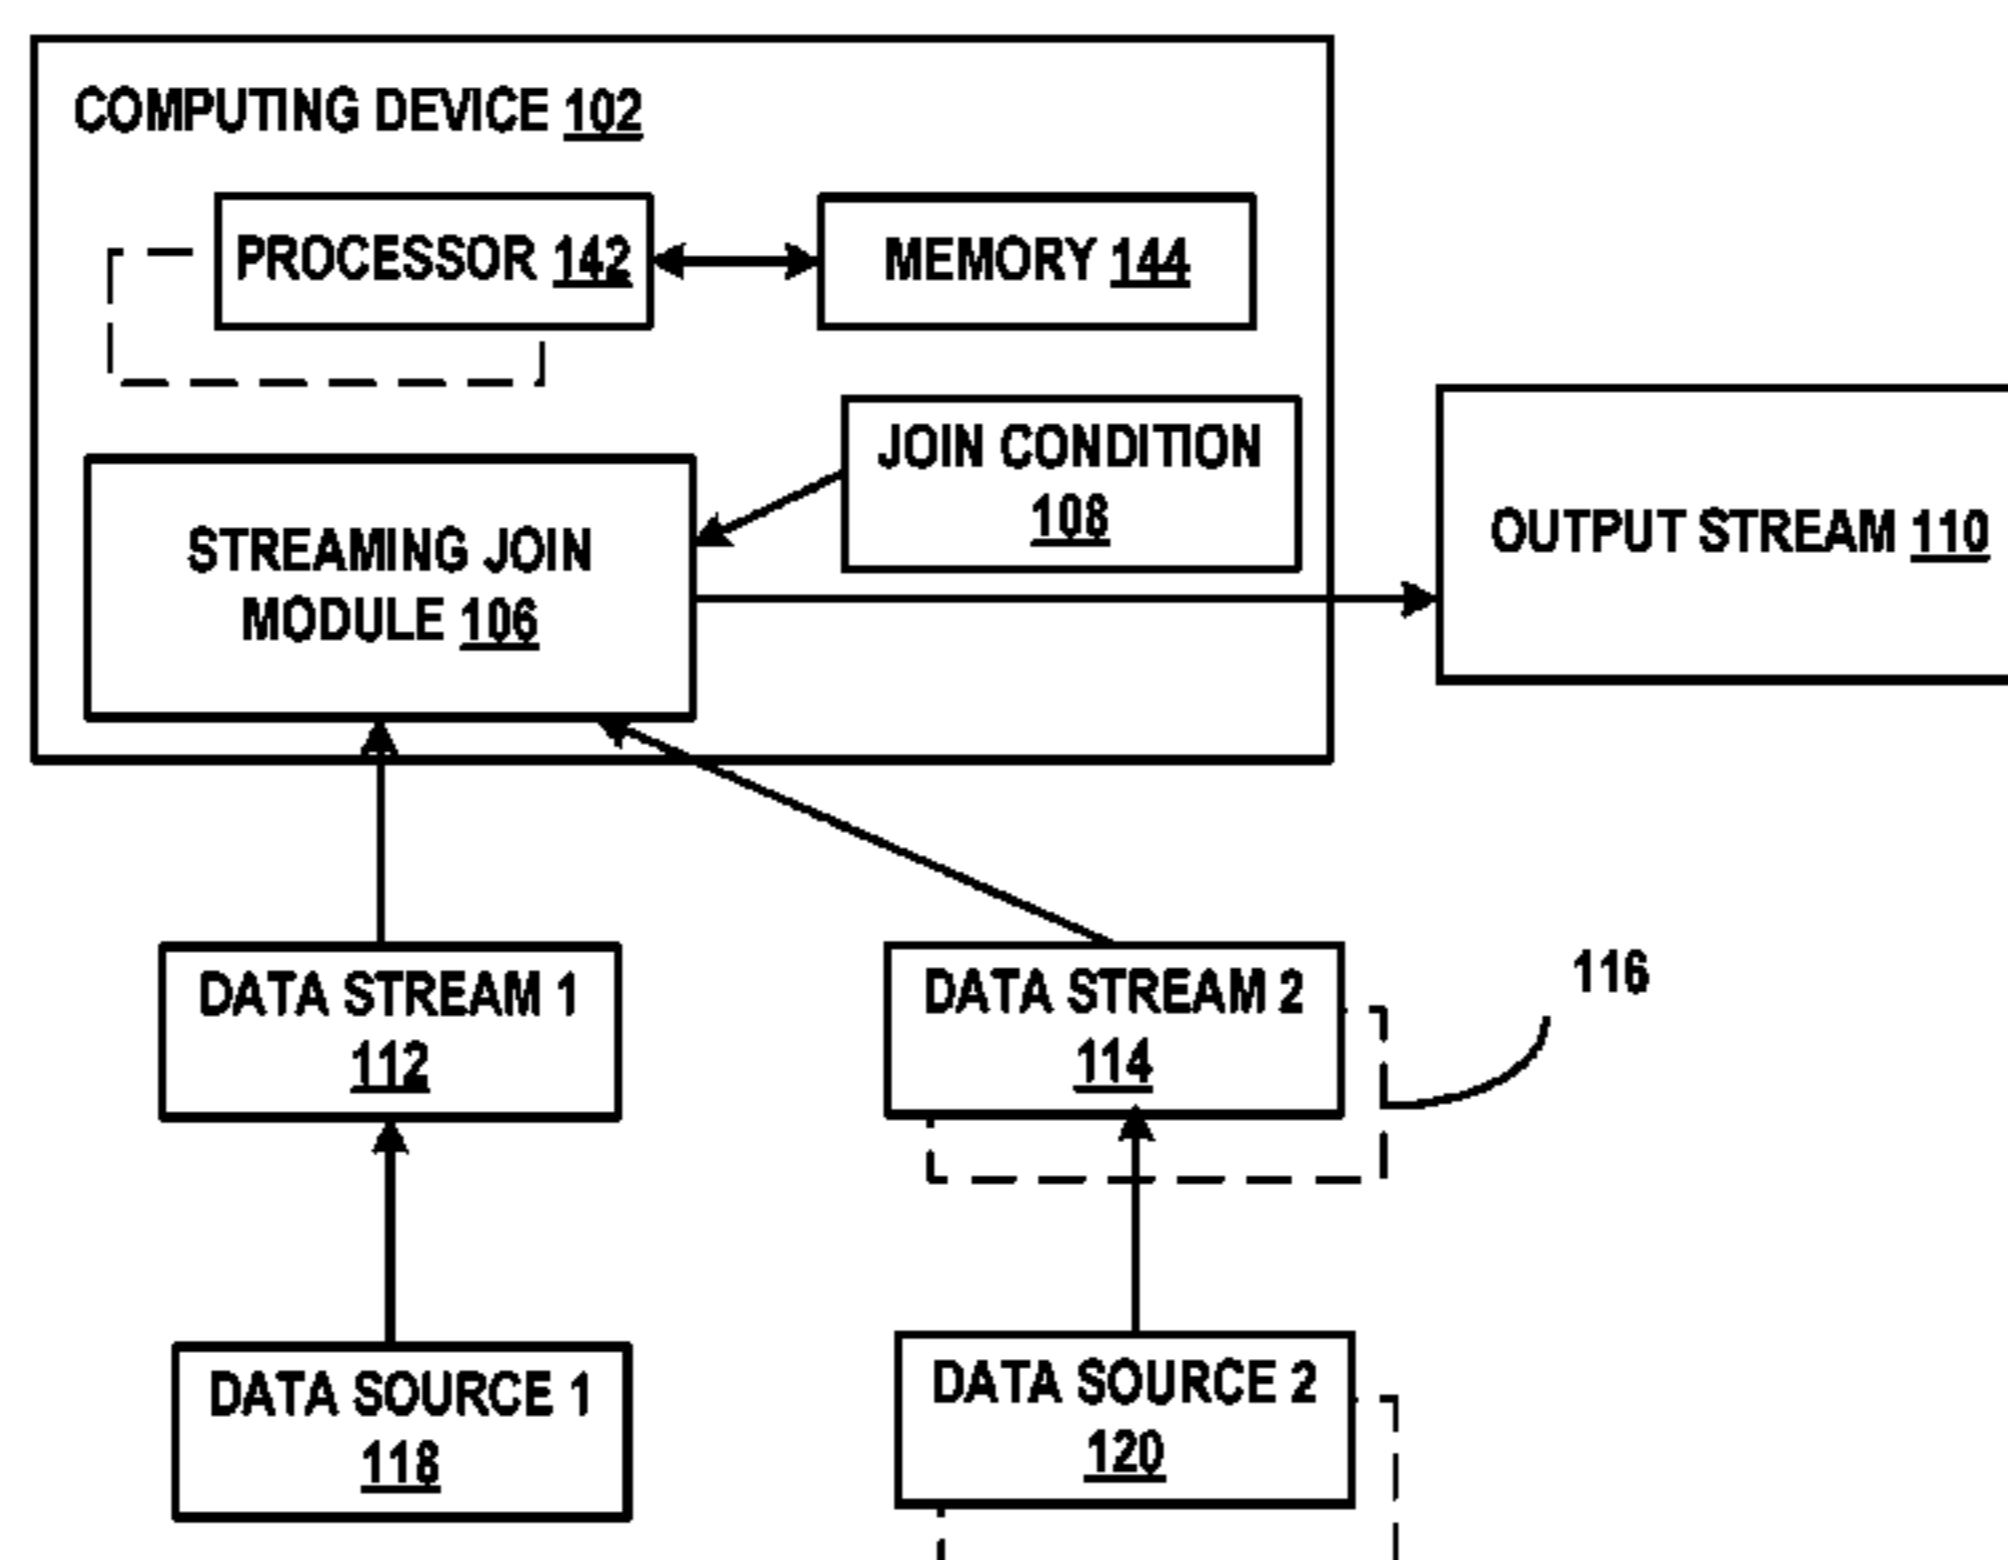 COMPUTING DEVICE 102
PROCESSOR 142
MEMORY 144
JOIN CONDITION
108
STREAMING JOIN
MODULE 106
OUTPUT STREAM 110
DATA STREAM 1
112
DATA STREAM 2
114
116
DATA SOURCE 1
118
DATA SOURCE 2
120